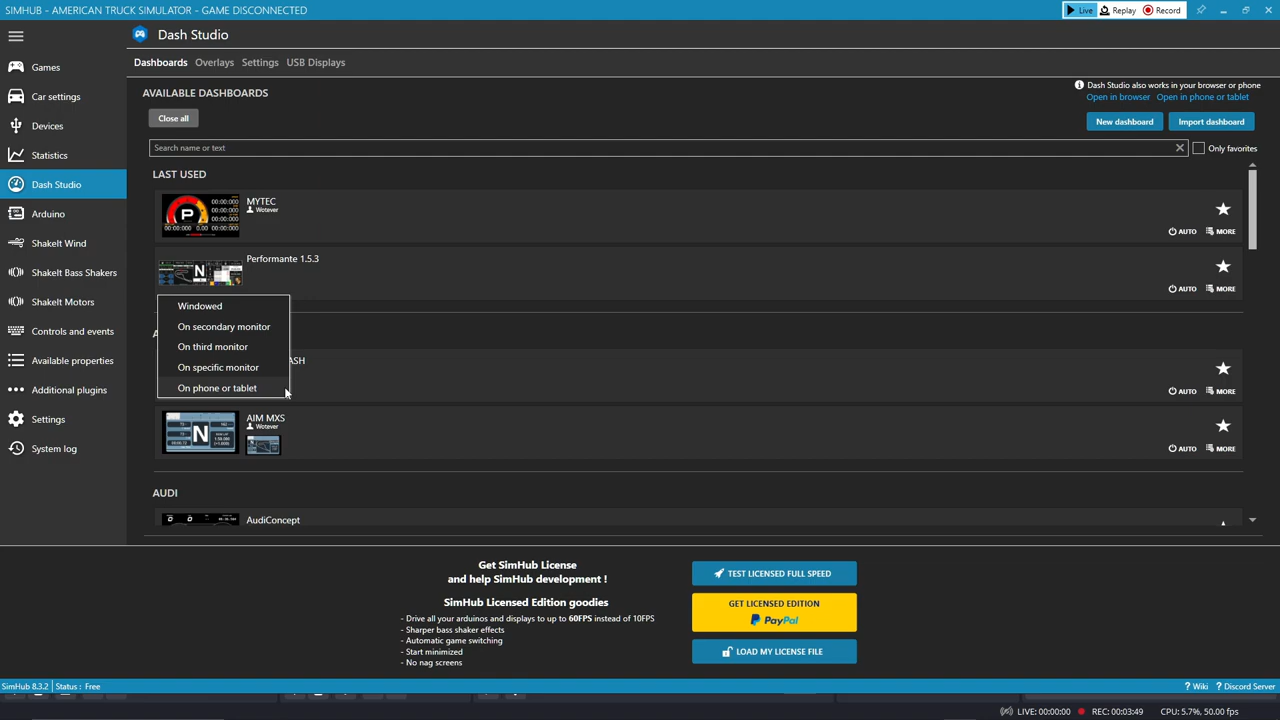 SIMHUB - AMERICAN TRUCK SIMULATOR - GAME DISCONNECTED
Live
Replay
Record
Dash Studio
Games
Car settings
Devices
Statistics
Dash Studio
Arduino
ShakeIt Wind
ShakeIt Bass Shakers
ShakeIt Motors
Controls and events
Available properties
Additional plugins
Settings
System log
Dashboards Overlays Settings USB Displays
AVAILABLE DASHBOARDS
Dash Studio also works in your browser or phone
Open in browser Open in phone or tablet
Close all
New dashboard
Import dashboard
Search name or text
Only favorites
LAST USED
MYTEC
Wotever
AUTO MORE
Performante 1.5.3
AUTO MORE
Windowed
On secondary monitor
On third monitor
On specific monitor
On phone or tablet
ASH
AUTO MORE
AIM MXS
Wotever
AUTO MORE
AUDI
AudiConcept
Get SimHub License
and help SimHub development !
SimHub Licensed Edition goodies
- Drive all your arduinos and displays to up to 60FPS instead of 10FPS
- Sharper bass shaker effects
- Automatic game switching
- Start minimized
- No nag screens
TEST LICENSED FULL SPEED
GET LICENSED EDITION
PayPal
LOAD MY LICENSE FILE
SimHub 8.3.2 Status : Free
Wiki
Discord Server
LIVE: 00:00:00
REC: 00:03:49
CPU: 5.7%, 50.00 fps